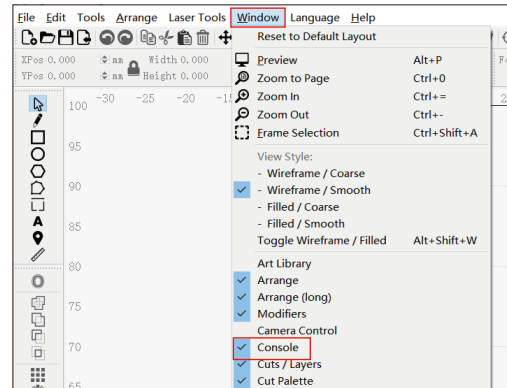 File Edit Tools Arrange Laser Tools Window Language Help
Reset to Default Layout
XPos 0.000 mm Width 0.000
YPos 0.000 mm Height 0.000
Preview Alt+P
Zoom to Page Ctrl+0
Zoom In Ctrl+=
Zoom Out Ctrl+-
Frame Selection Ctrl+Shift+A
View Style:
- Wireframe / Coarse
- Wireframe / Smooth
- Filled / Coarse
- Filled / Smooth
Toggle Wireframe / Filled Alt+Shift+W
Art Library
Arrange
Arrange (long)
Modifiers
Camera Control
Console
Cuts / Layers
Cut Palette
-30 -25 -20
100
95
90
85
80
75
70
65